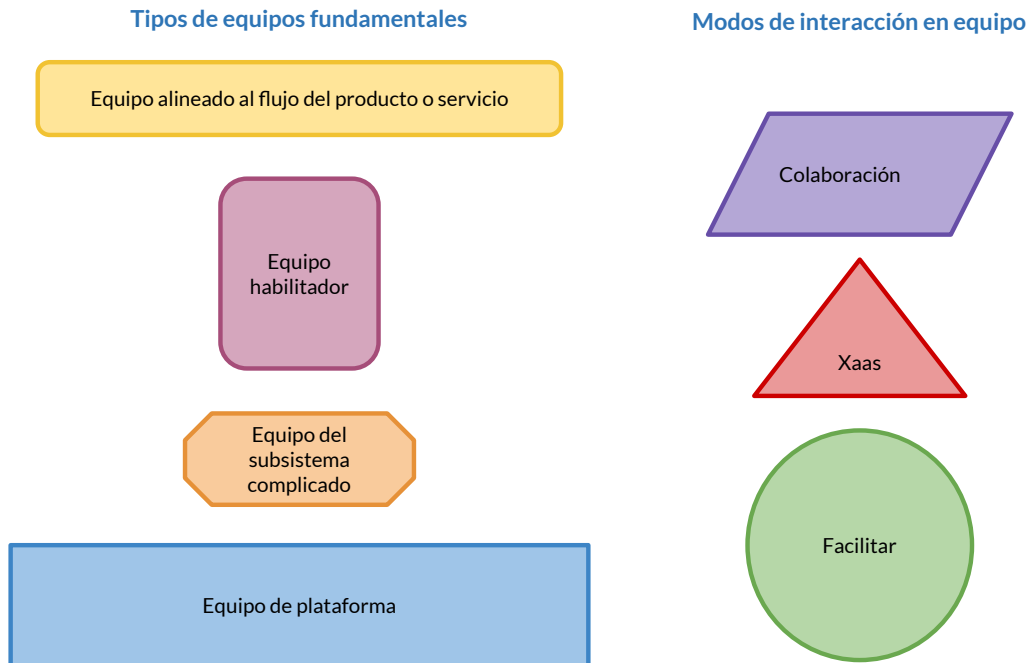 Tipos de equipos fundamentales
Equipo alineado al flujo del producto o servicio
Equipo
habilitador
Equipo del
subsistema
complicado
Equipo de plataforma
Modos de interacción en equipo
Colaboración
Xaas
Facilitar